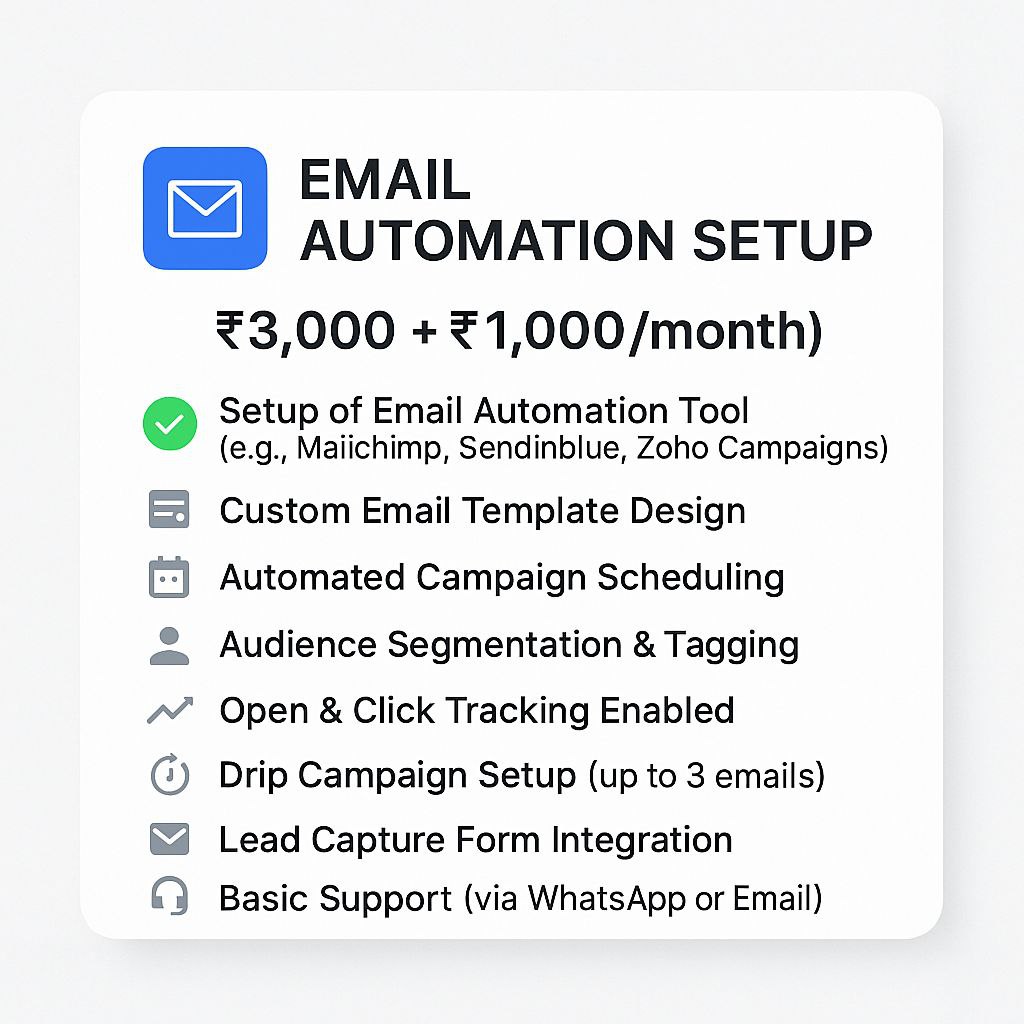 EMAIL
AUTOMATION SETUP
₹3,000 + ₹1,000/month)
Setup of Email Automation Tool
(e.g., Maiichimp, Sendinblue, Zoho Campaigns)
Custom Email Template Design
Automated Campaign Scheduling
Audience Segmentation & Tagging
Open & Click Tracking Enabled
Drip Campaign Setup (up to 3 emails)
Lead Capture Form Integration
Basic Support (via WhatsApp or Email)